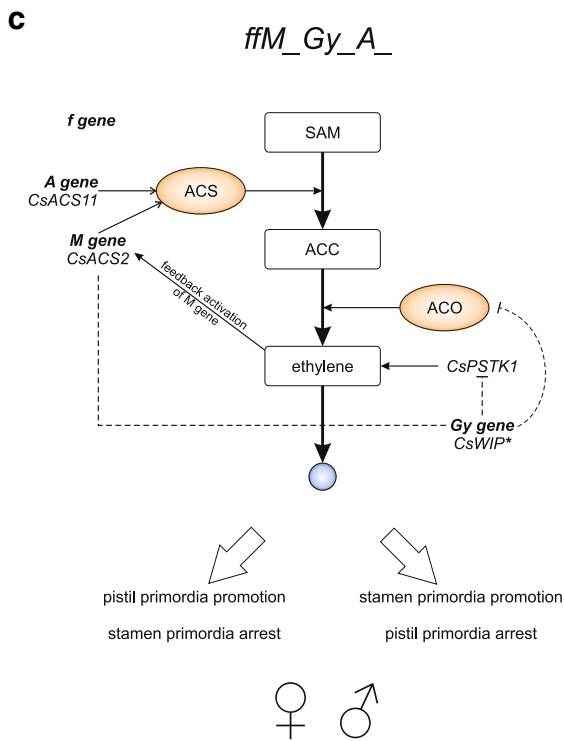 c
ffM_Gy_A_
f gene
SAM
A gene
CsACS11
ACS
M gene
CsACS2
ACC
feedback activation
of M gene
ACO
ethylene
CsPSTK1
Gy gene
CsWIP*
pistil primordia promotion
stamen primordia arrest
stamen primordia promotion
pistil primordia arrest